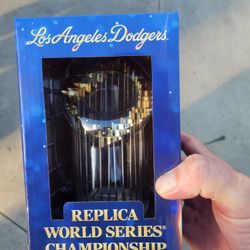 Los Angeles Dodgers
REPLICA
WORLD SERIES®
CHAMPIONSHIP